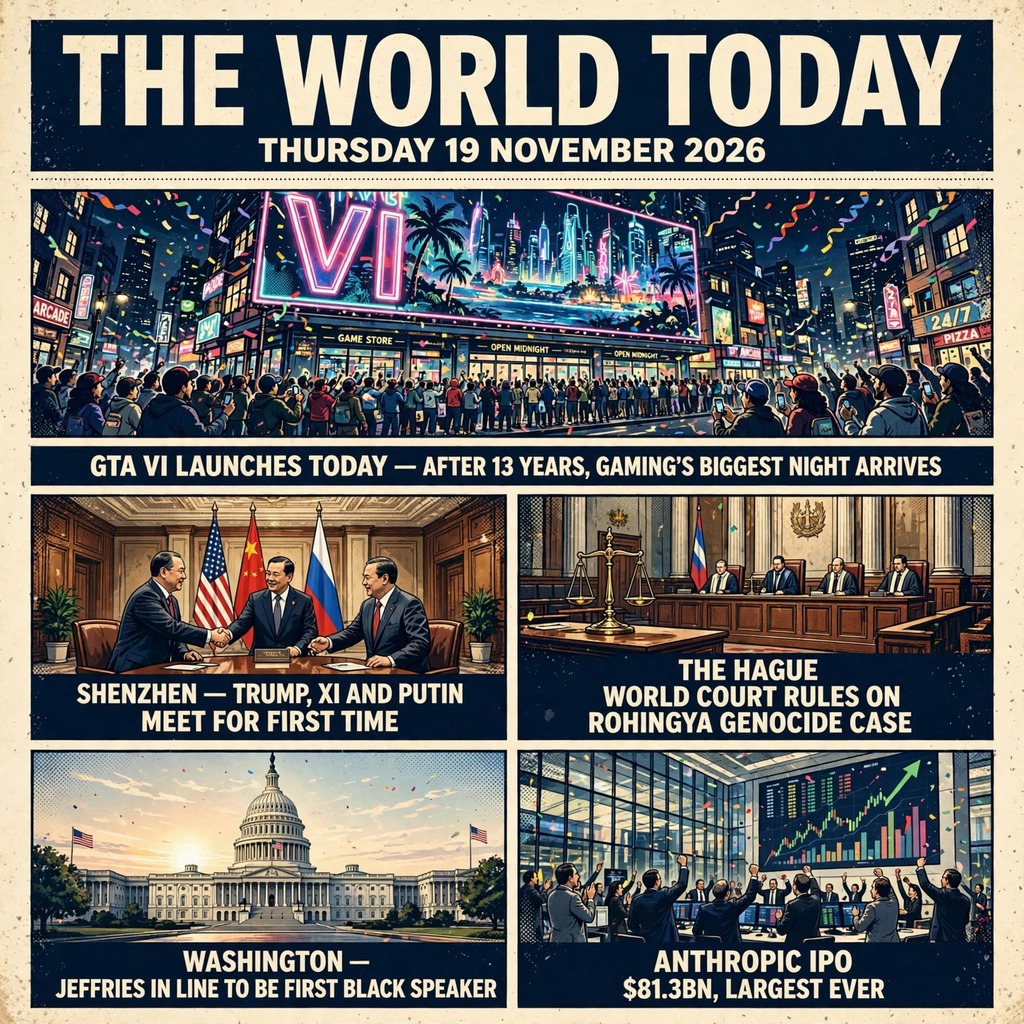 THE WORLD TODAY
THURSDAY 19 NOVEMBER 2026
VI
ARCADE
GAME STORE
OPEN MIDNIGHT
OPEN MIDNIGHT
24/7
PIZZA
GTA VI LAUNCHES TODAY — AFTER 13 YEARS, GAMING'S BIGGEST NIGHT ARRIVES
SHENZHEN — TRUMP, XI AND PUTIN
MEET FOR FIRST TIME
THE HAGUE
WORLD COURT RULES ON
ROHINGYA GENOCIDE CASE
WASHINGTON —
JEFFRIES IN LINE TO BE FIRST BLACK SPEAKER
ANTHROPIC IPO
$81.3BN, LARGEST EVER